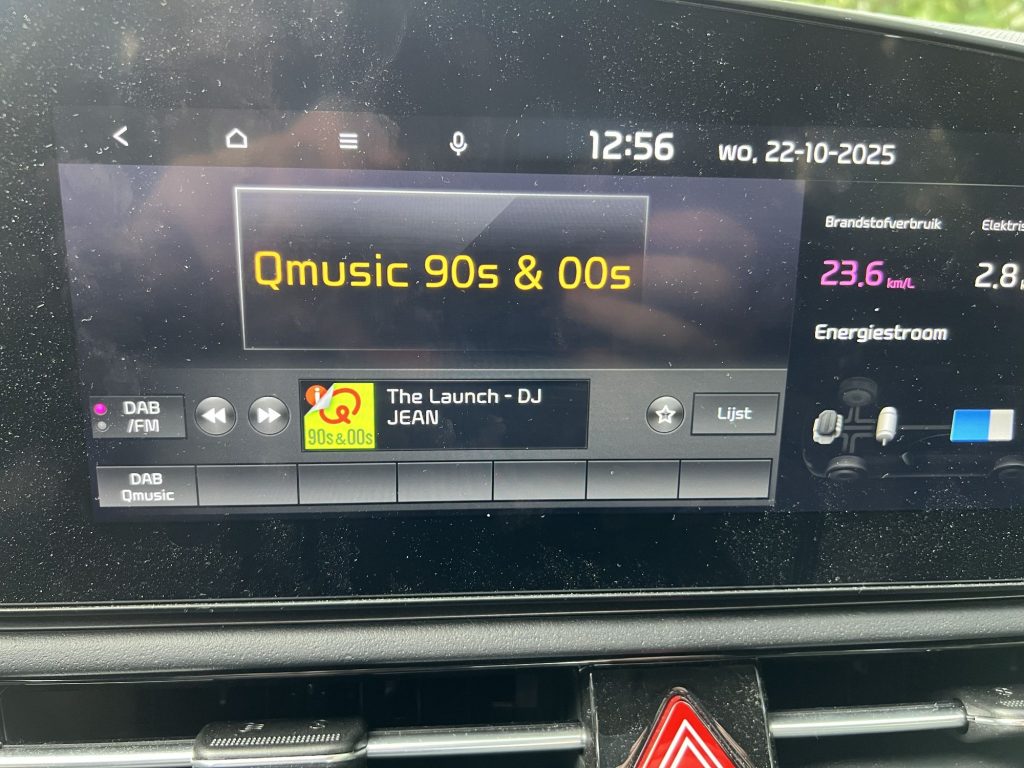 12:56
wo, 22-10-2025
Qmusic 90s & 00s
Brandstofverbruik
23.6 km/L
2.8
Energiestroom
DAB
/FM
i
90s&00s
The Launch - DJ
JEAN
Lijst
DAB
Qmusic